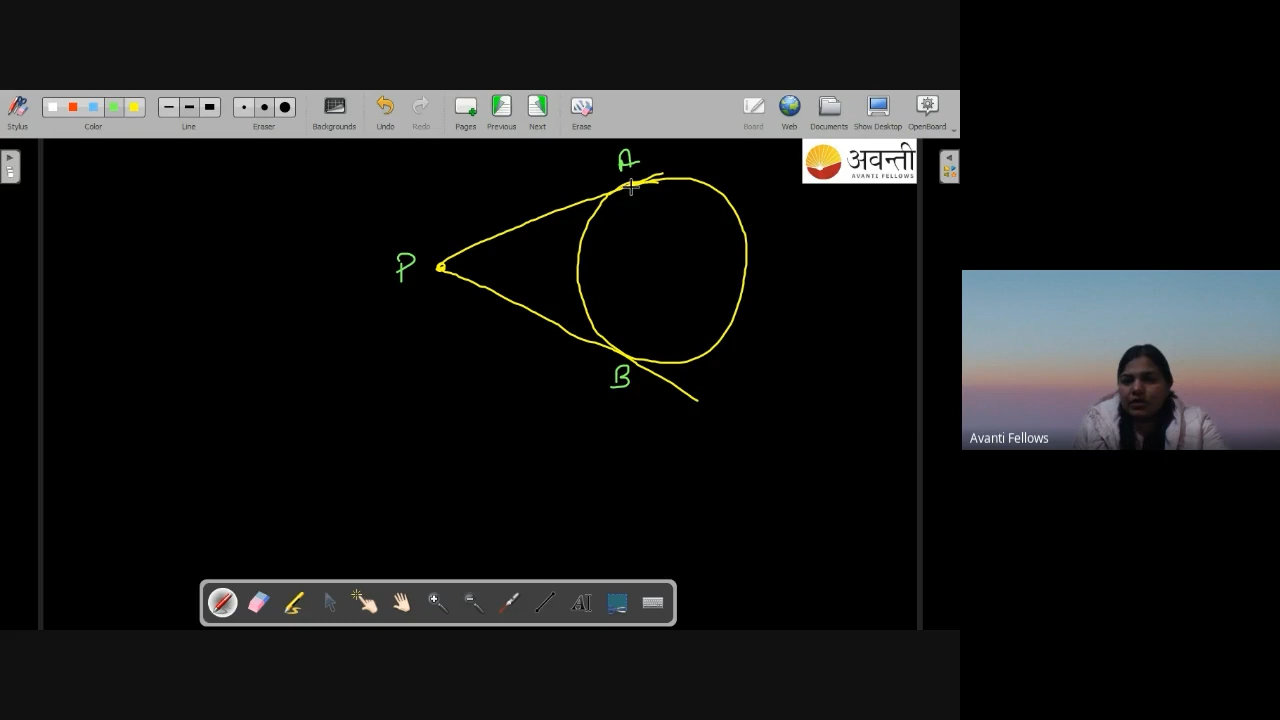 Stylus
Color
Line
Eraser
Backgrounds
Undo
Redo
Pages
Previous
Next
Erase
Board
Web
Documents
Show Desktop
OpenBoard
अवन्ती
AVANTI FELLOWS
A
P
B
Avanti Fellows
AI